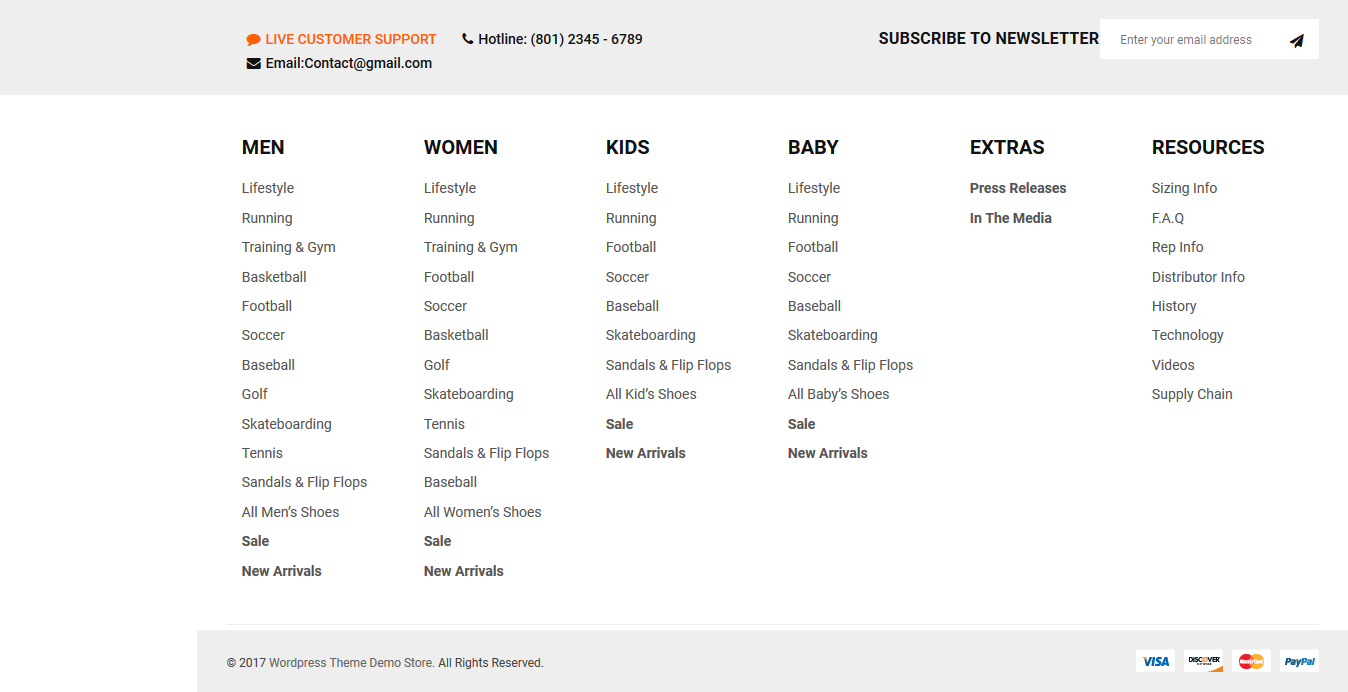 LIVE CUSTOMER SUPPORT
Hotline: (801) 2345 - 6789
Email:Contact@gmail.com
SUBSCRIBE TO NEWSLETTER
Enter your email address
MEN
Lifestyle
Running
Training & Gym
Basketball
Football
Soccer
Baseball
Golf
Skateboarding
Tennis
Sandals & Flip Flops
All Men’s Shoes
Sale
New Arrivals
WOMEN
Lifestyle
Running
Training & Gym
Football
Soccer
Basketball
Golf
Skateboarding
Tennis
Sandals & Flip Flops
Baseball
All Women’s Shoes
Sale
New Arrivals
KIDS
Lifestyle
Running
Football
Soccer
Baseball
Skateboarding
Sandals & Flip Flops
All Kid’s Shoes
Sale
New Arrivals
BABY
Lifestyle
Running
Football
Soccer
Baseball
Skateboarding
Sandals & Flip Flops
All Baby’s Shoes
Sale
New Arrivals
EXTRAS
Press Releases
In The Media
RESOURCES
Sizing Info
F.A.Q
Rep Info
Distributor Info
History
Technology
Videos
Supply Chain
© 2017 Wordpress Theme Demo Store. All Rights Reserved.
VISA
DISCOVER
MasterCard
PayPal